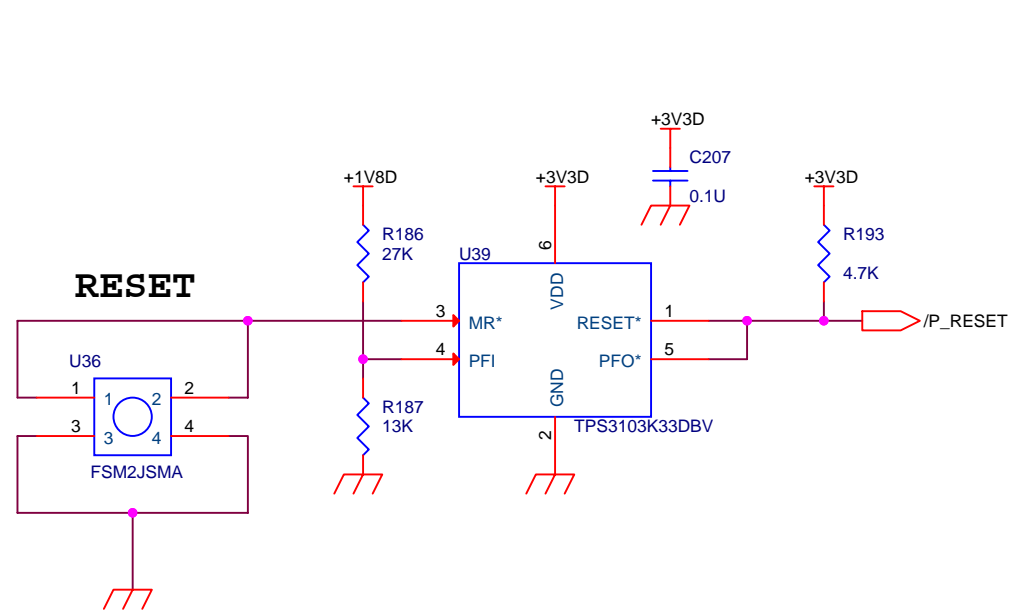 +3V3D
C207
0.1U
+1V8D
+3V3D
+3V3D
R186
27K
R193
4.7K
6
U39
VDD
RESET
3
MR*
RESET*
1
4
PFI
PFO*
5
GND
2
TPS3103K33DBV
/P_RESET
U36
1
2
1
2
3
4
3
4
FSM2JSMA
R187
13K